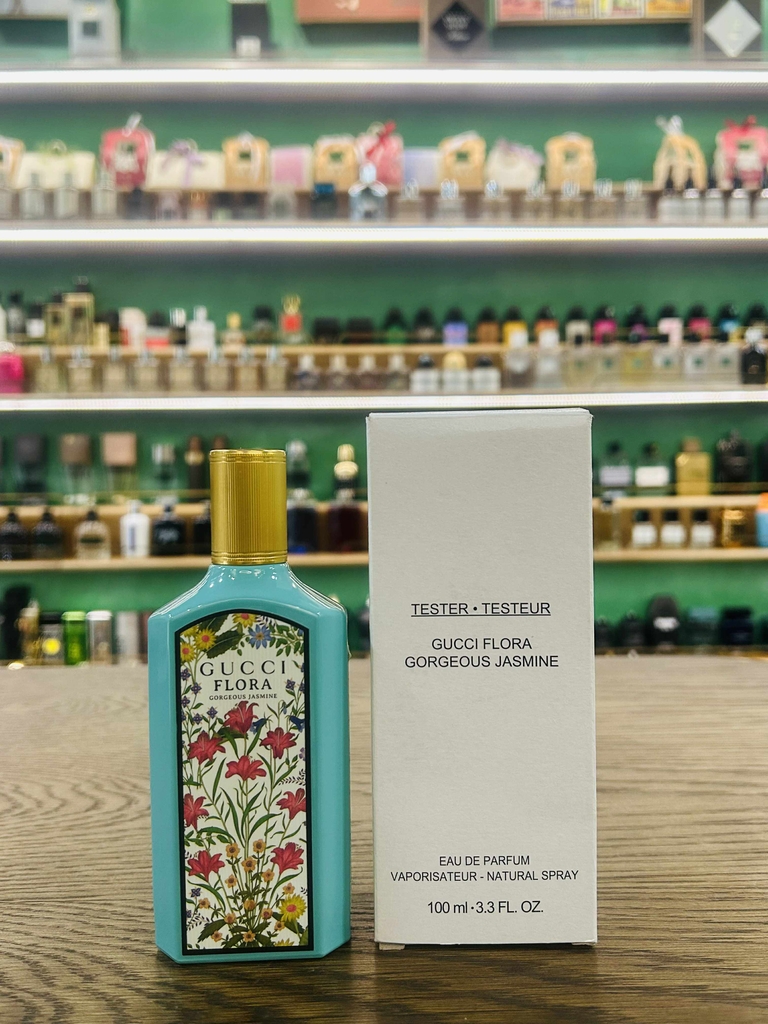 GUCCI
FLORA
GORGEOUS JASMINE
TESTER • TESTEUR
GUCCI FLORA
GORGEOUS JASMINE
EAU DE PARFUM
VAPORISATEUR - NATURAL SPRAY
100 ml • 3.3 FL. OZ.